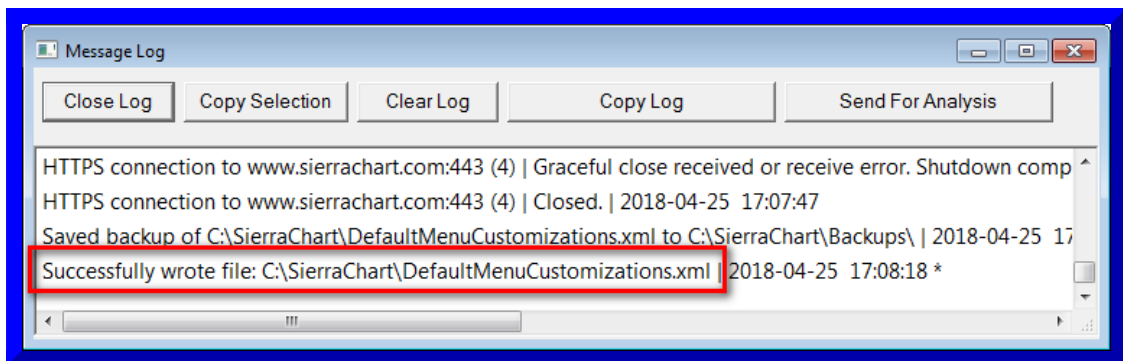 Message Log
Close Log Copy Selection Clear Log Copy Log Send For Analysis
HTTPS connection to www.sierrachart.com:443 (4) | Graceful close received or receive error. Shutdown comp
HTTPS connection to www.sierrachart.com:443 (4) | Closed. | 2018-04-25 17:07:47
Saved backup of C:\SierraChart\DefaultMenuCustomizations.xml to C:\SierraChart\Backups\ | 2018-04-25 17
Successfully wrote file: C:\SierraChart\DefaultMenuCustomizations.xml | 2018-04-25 17:08:18 *